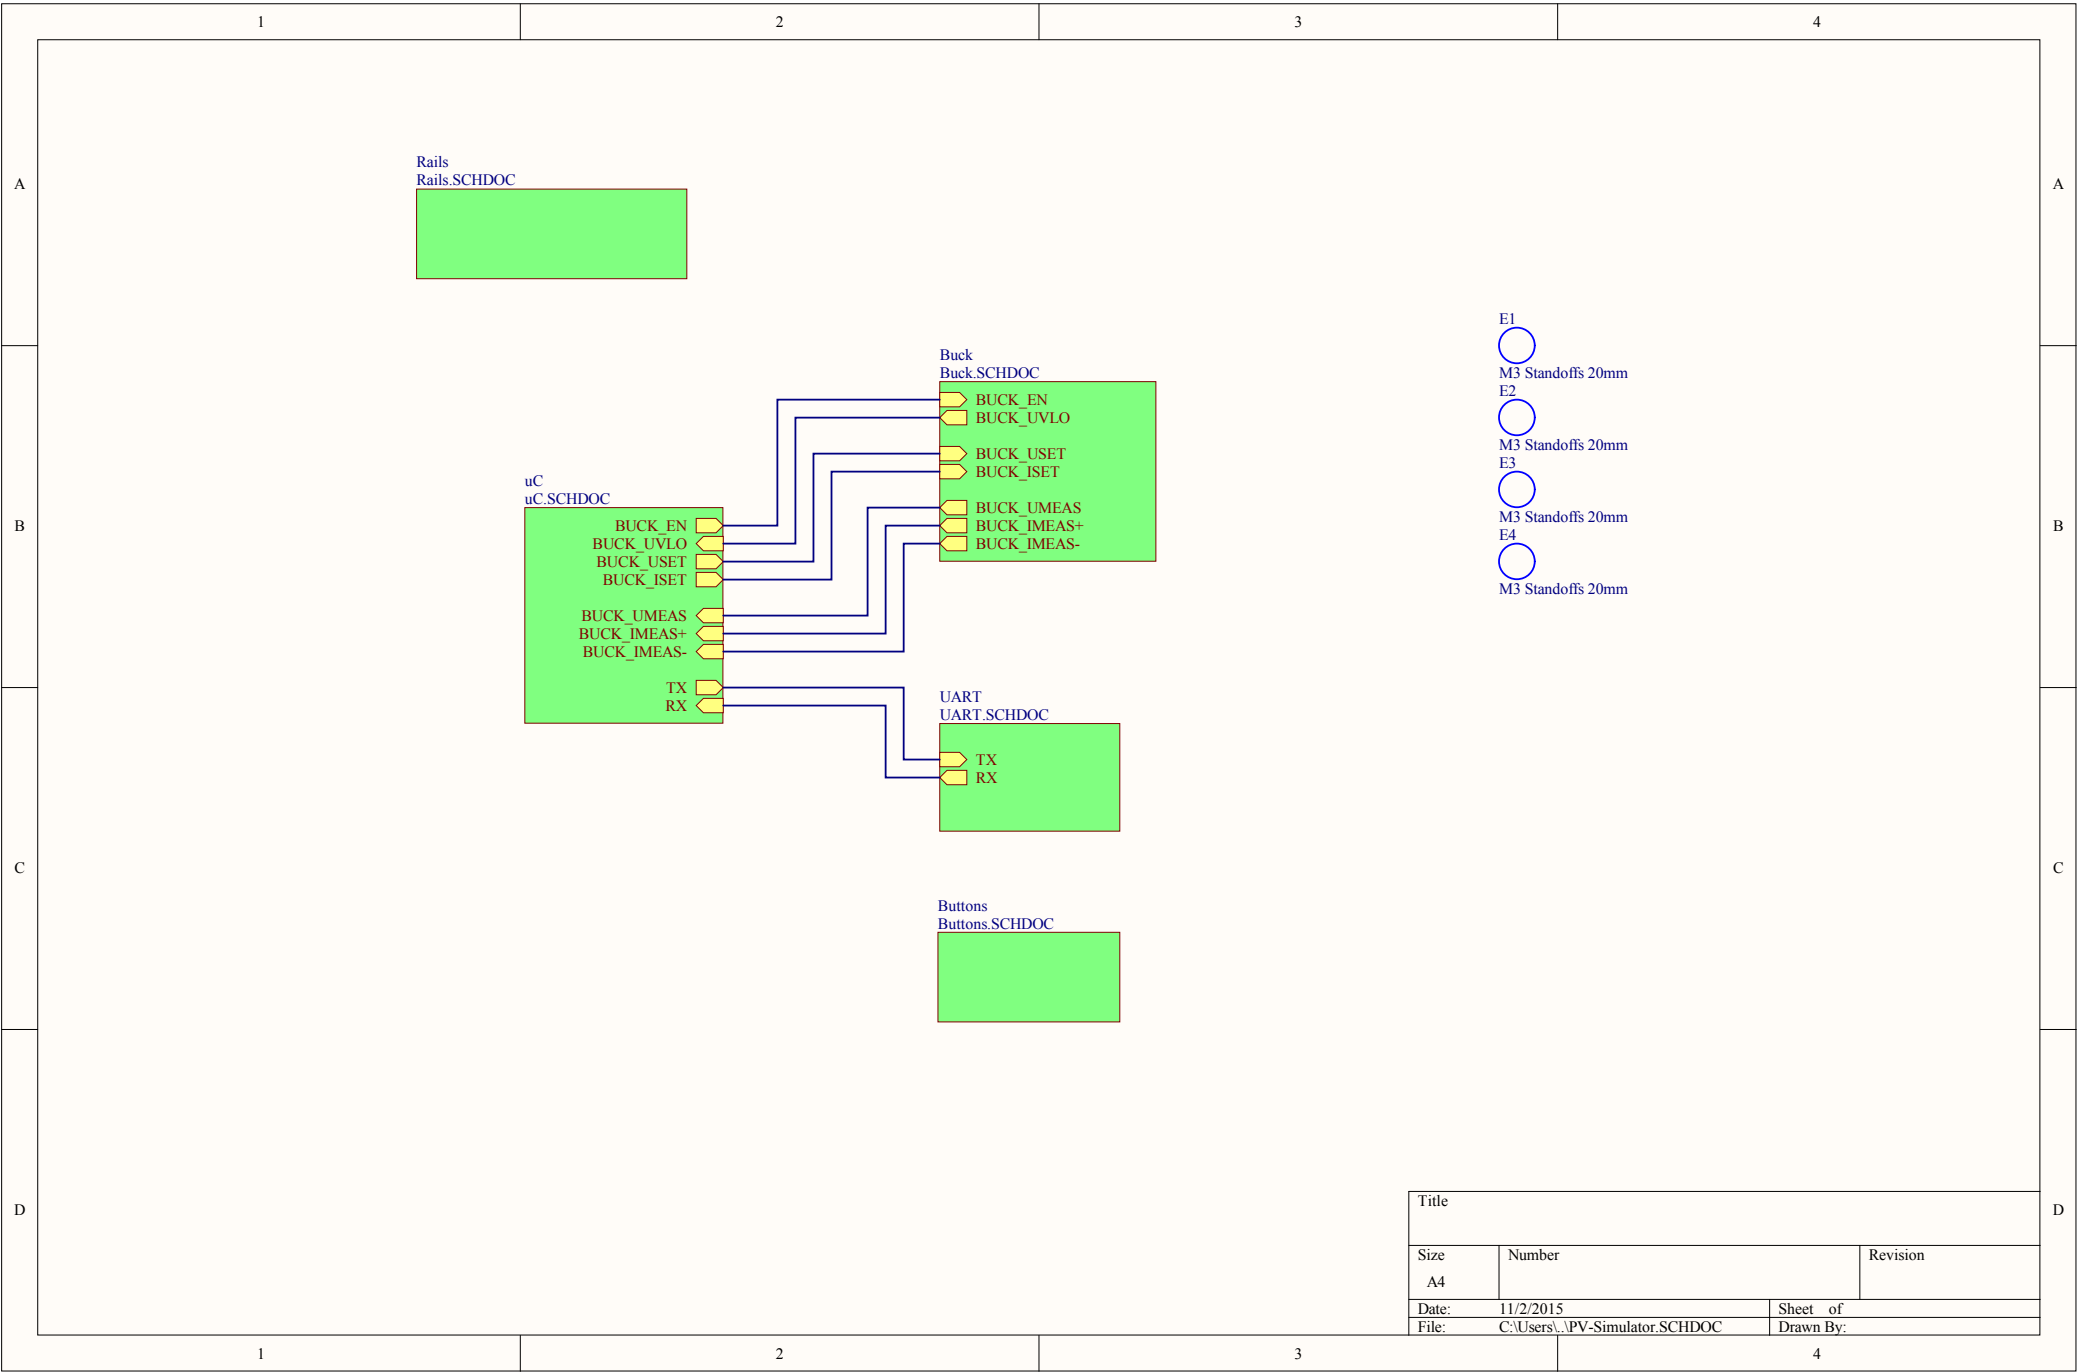 1 2 3 4
A A
Rails
Rails.SCHDOC
E1
M3 Standoffs 20mm
E2
M3 Standoffs 20mm
E3
M3 Standoffs 20mm
E4
M3 Standoffs 20mm
Buck
Buck.SCHDOC
BUCK_EN
BUCK_UVLO
BUCK_USET
BUCK_ISET
BUCK_UMEAS
BUCK_IMEAS+
BUCK_IMEAS-
B B
uC
uC.SCHDOC
BUCK_EN
BUCK_UVLO
BUCK_USET
BUCK_ISET
BUCK_UMEAS
BUCK_IMEAS+
BUCK_IMEAS-
TX
RX
UART
UART.SCHDOC
TX
RX
C C
Buttons
Buttons.SCHDOC
D D
Title
Size Number Revision
A4
Date: 11/2/2015 Sheet of
File: C:\Users\..\PV-Simulator.SCHDOC Drawn By:
1 2 3 4